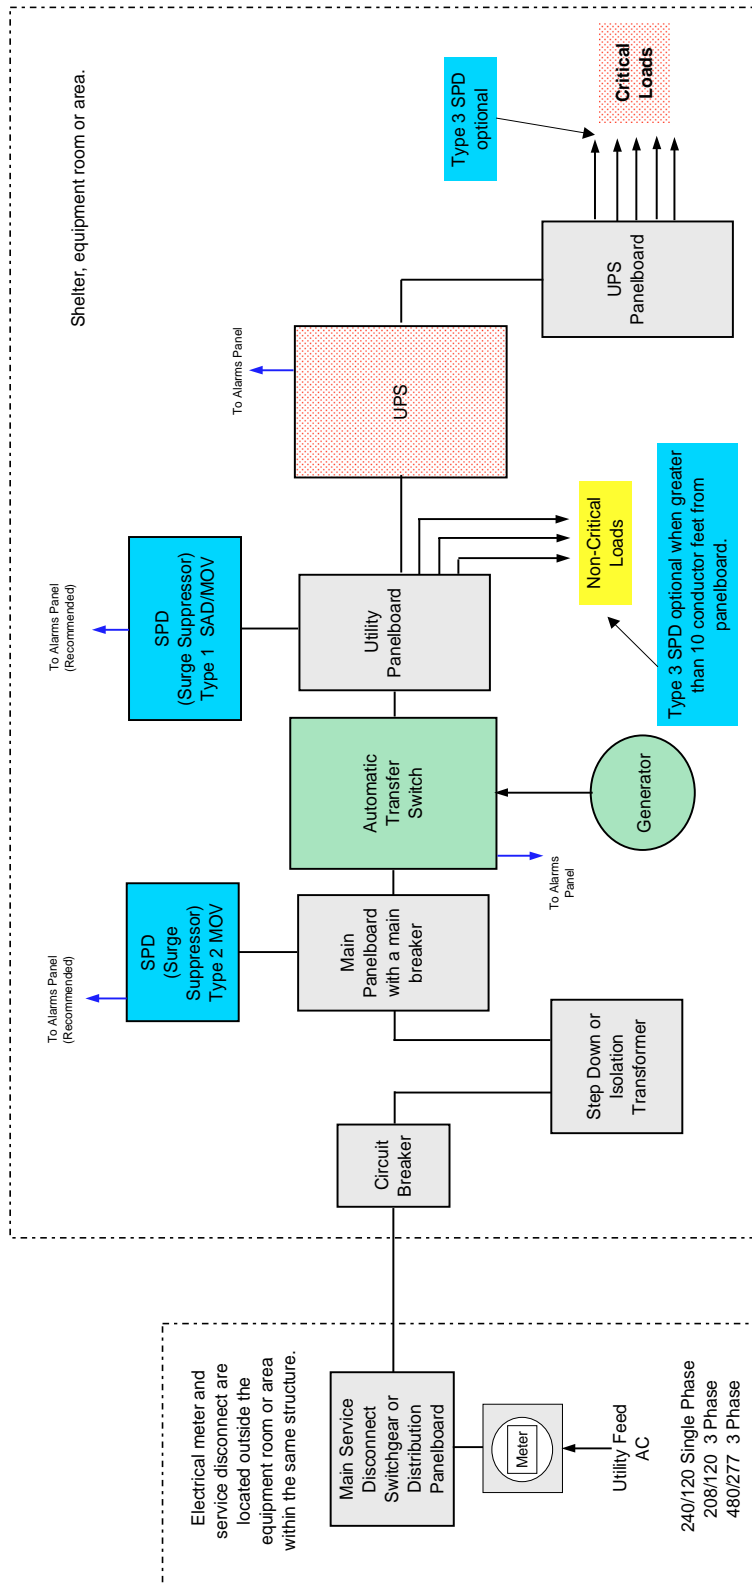 Electrical meter and
service disconnect are
located outside the
equipment room or area
within the same structure.
Main Service
Disconnect
Switchgear or
Distribution
Panelboard
Meter
Utility Feed
AC
240/120 Single Phase
208/120 3 Phase
480/277 3 Phase
Shelter, equipment room or area.
Circuit
Breaker
Step Down or
Isolation
Transformer
To Alarms Panel
(Recommended)
SPD
(Surge
Suppressor)
Type 2 MOV
Main
Panelboard
with a main
breaker
Automatic
Transfer
Switch
To Alarms
Panel
Generator
To Alarms Panel
(Recommended)
SPD
(Surge Suppressor)
Type 1 SAD/MOV
Utility
Panelboard
Non-Critical
Loads
Type 3 SPD optional when greater
than 10 conductor feet from
panelboard.
To Alarms Panel
UPS
UPS
Panelboard
Type 3 SPD
optional
Critical
Loads